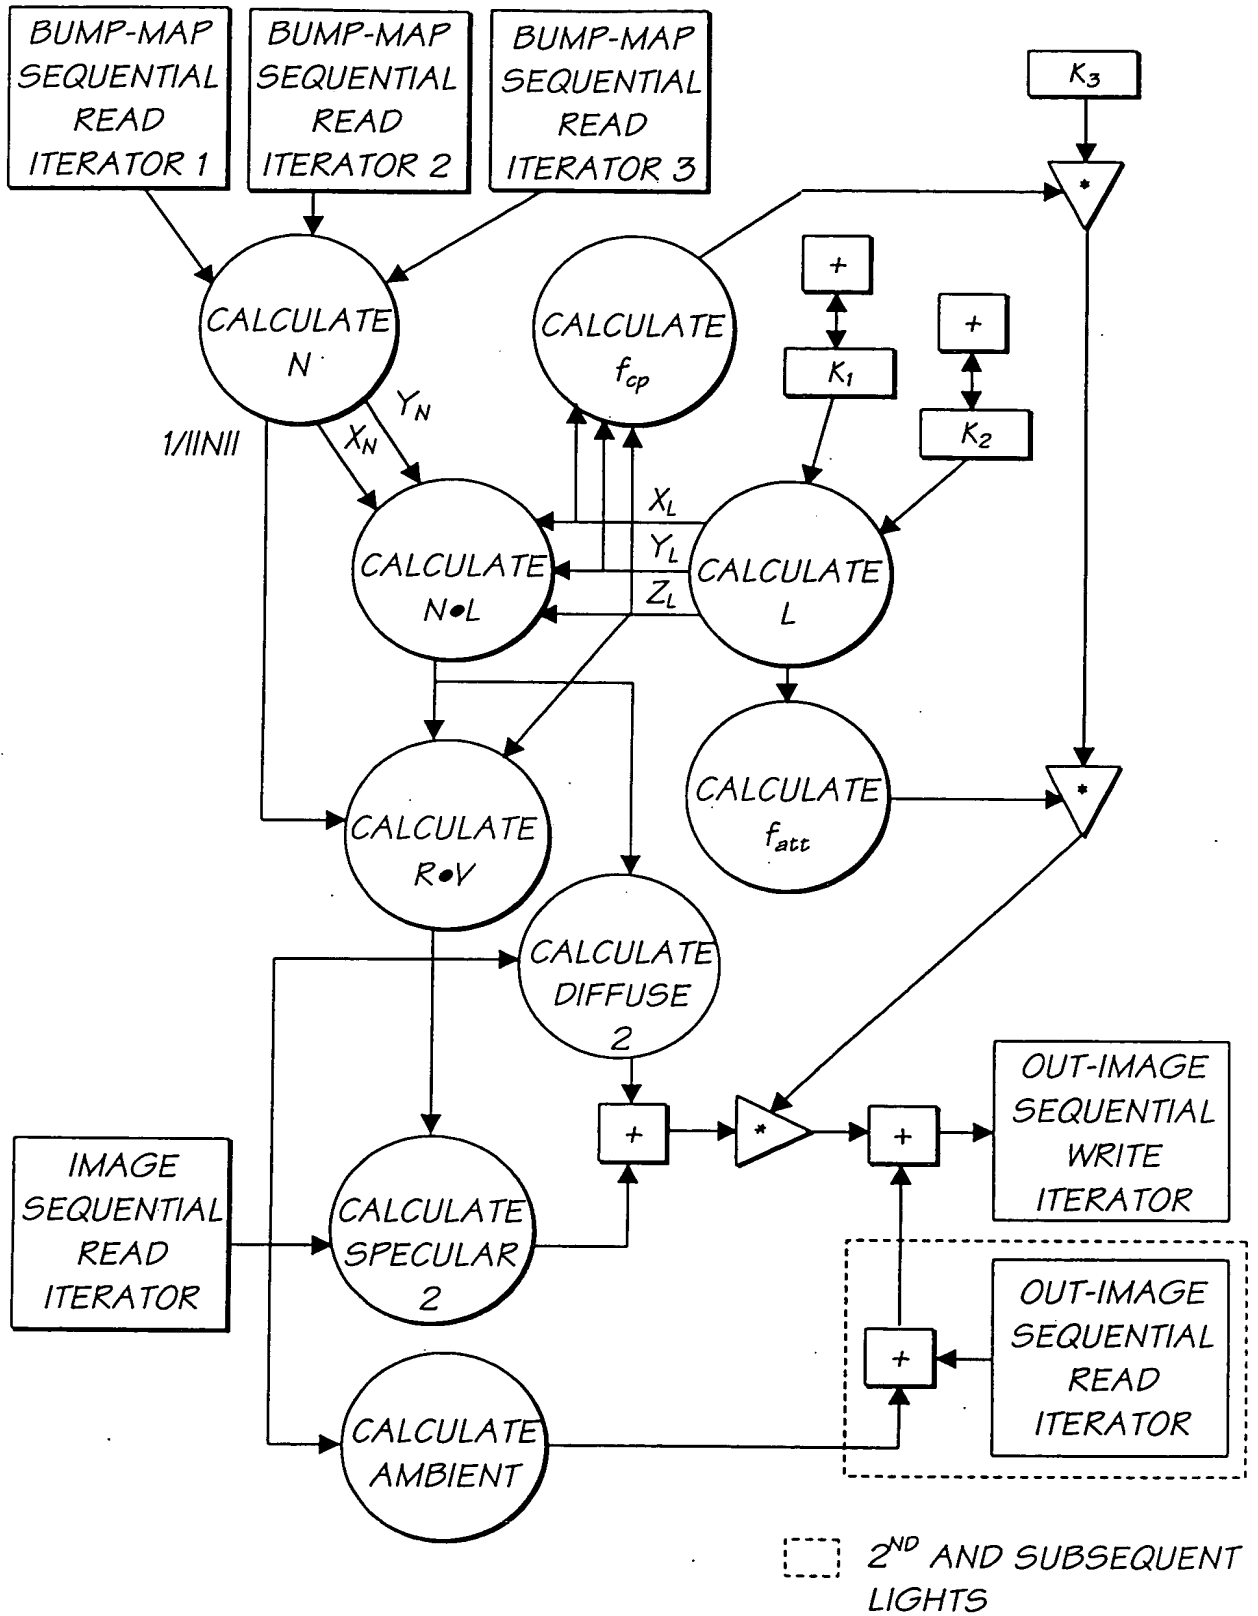 BUMP-MAP
SEQUENTIAL
READ
ITERATOR 1
BUMP-MAP
SEQUENTIAL
READ
ITERATOR 2
BUMP-MAP
SEQUENTIAL
READ
ITERATOR 3
K3
*
+
+
CALCULATE
N
CALCULATE
fcp
K1
K2
1/||N||
XN
YN
XL
YL
ZL
CALCULATE
N•L
CALCULATE
L
CALCULATE
R•V
CALCULATE
fatt
*
CALCULATE
DIFFUSE
2
+
*
+
OUT-IMAGE
SEQUENTIAL
WRITE
ITERATOR
IMAGE
SEQUENTIAL
READ
ITERATOR
CALCULATE
SPECULAR
2
+
OUT-IMAGE
SEQUENTIAL
READ
ITERATOR
CALCULATE
AMBIENT
2ND AND SUBSEQUENT
LIGHTS